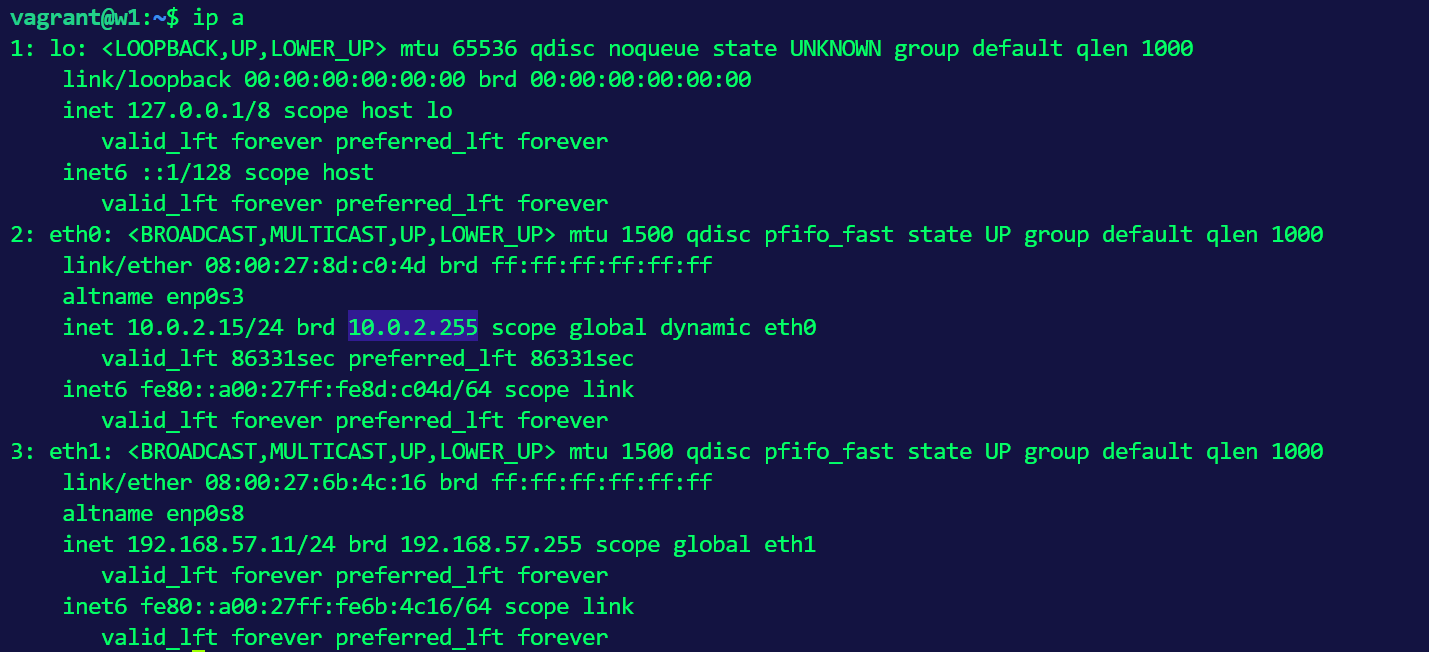 vagrant@w1:~$ ip a
1: lo: <LOOPBACK,UP,LOWER_UP> mtu 65536 qdisc noqueue state UNKNOWN group default qlen 1000
    link/loopback 00:00:00:00:00:00 brd 00:00:00:00:00:00
    inet 127.0.0.1/8 scope host lo
       valid_lft forever preferred_lft forever
    inet6 ::1/128 scope host
       valid_lft forever preferred_lft forever
2: eth0: <BROADCAST,MULTICAST,UP,LOWER_UP> mtu 1500 qdisc pfifo_fast state UP group default qlen 1000
    link/ether 08:00:27:8d:c0:4d brd ff:ff:ff:ff:ff:ff
    altname enp0s3
    inet 10.0.2.15/24 brd 10.0.2.255 scope global dynamic eth0
       valid_lft 86331sec preferred_lft 86331sec
    inet6 fe80::a00:27ff:fe8d:c04d/64 scope link
       valid_lft forever preferred_lft forever
3: eth1: <BROADCAST,MULTICAST,UP,LOWER_UP> mtu 1500 qdisc pfifo_fast state UP group default qlen 1000
    link/ether 08:00:27:6b:4c:16 brd ff:ff:ff:ff:ff:ff
    altname enp0s8
    inet 192.168.57.11/24 brd 192.168.57.255 scope global eth1
       valid_lft forever preferred_lft forever
    inet6 fe80::a00:27ff:fe6b:4c16/64 scope link
       valid_lft forever preferred_lft forever